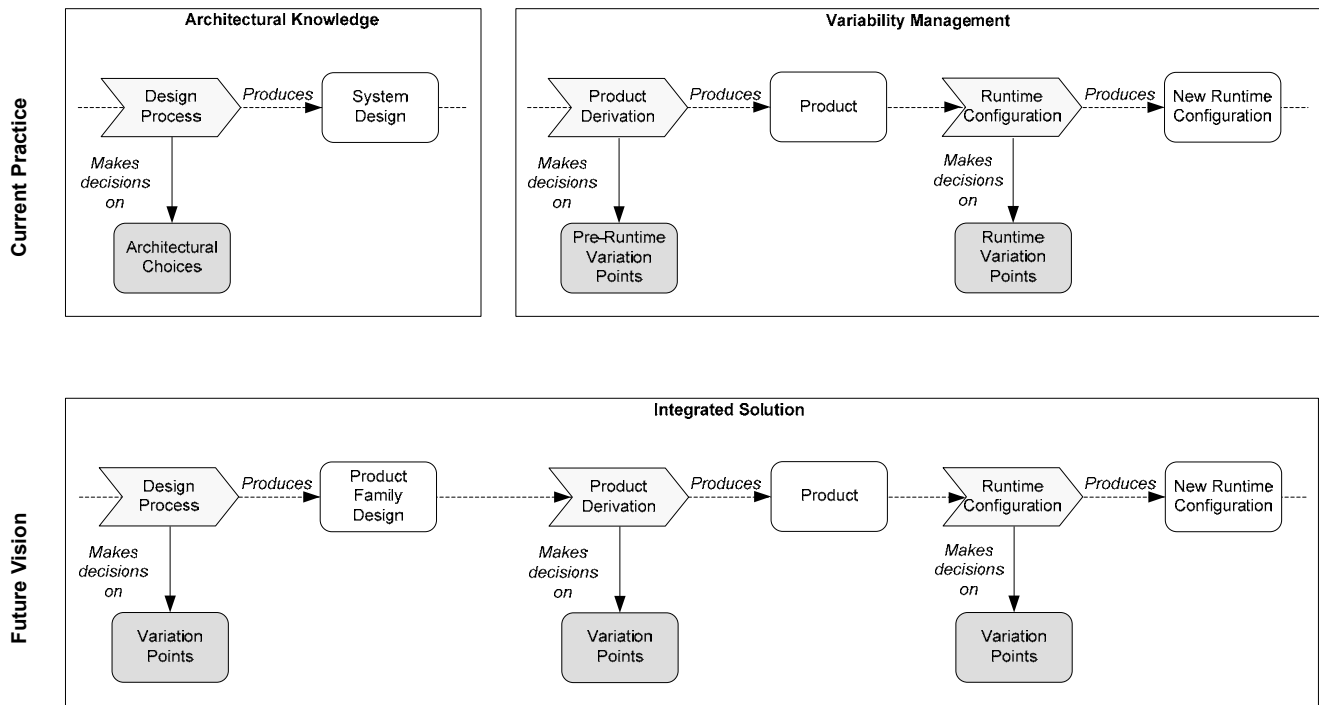 Current Practice
Architectural Knowledge
Design
Process
Produces
System
Design
Makes
decisions
on
Architectural
Choices
Variability Management
Product
Derivation
Produces
Product
Runtime
Configuration
Produces
New Runtime
Configuration
Makes
decisions
on
Pre-Runtime
Variation
Points
Makes
decisions
on
Runtime
Variation
Points
Future Vision
Integrated Solution
Design
Process
Produces
Product
Family
Design
Product
Derivation
Produces
Product
Runtime
Configuration
Produces
New Runtime
Configuration
Makes
decisions
on
Variation
Points
Makes
decisions
on
Variation
Points
Makes
decisions
on
Variation
Points